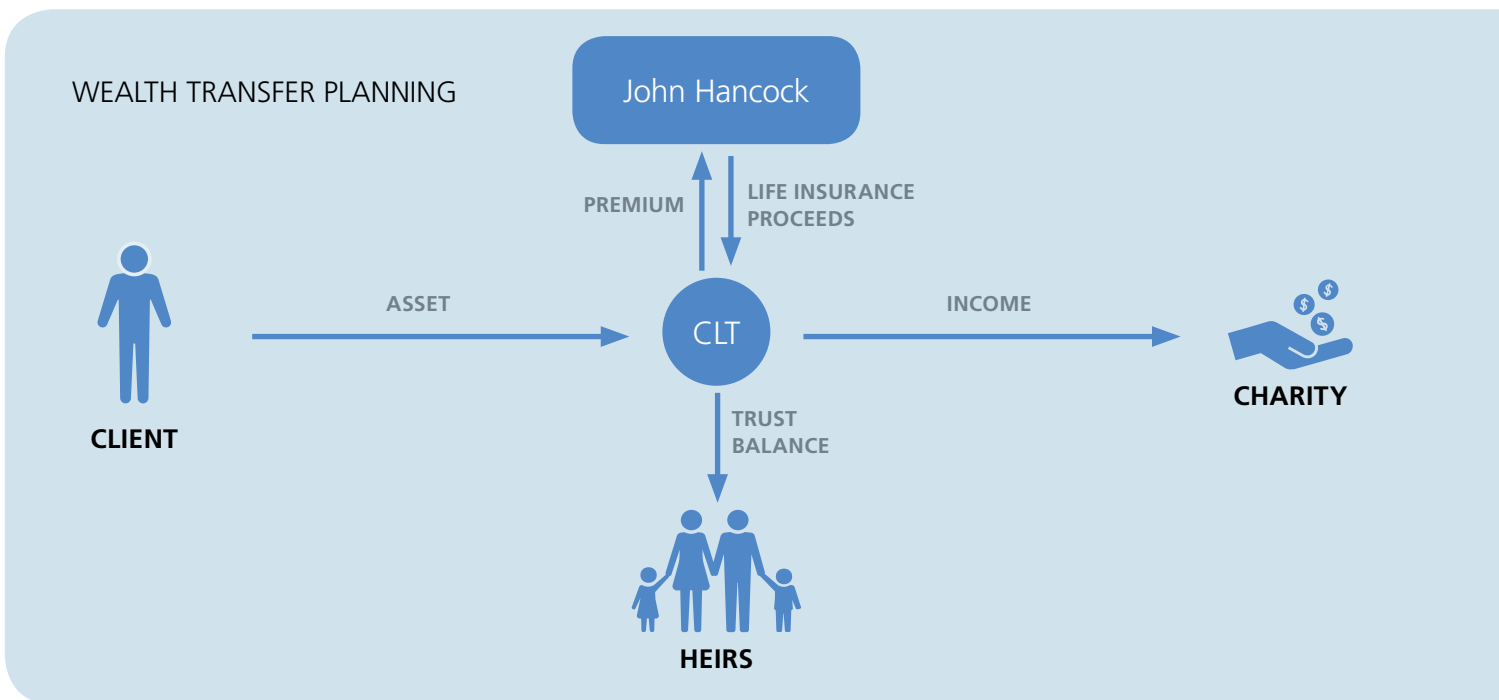 WEALTH TRANSFER PLANNING
John Hancock
PREMIUM
LIFE INSURANCE
PROCEEDS
ASSET
CLT
INCOME
$
$
$
CLIENT
CHARITY
TRUST
BALANCE
HEIRS